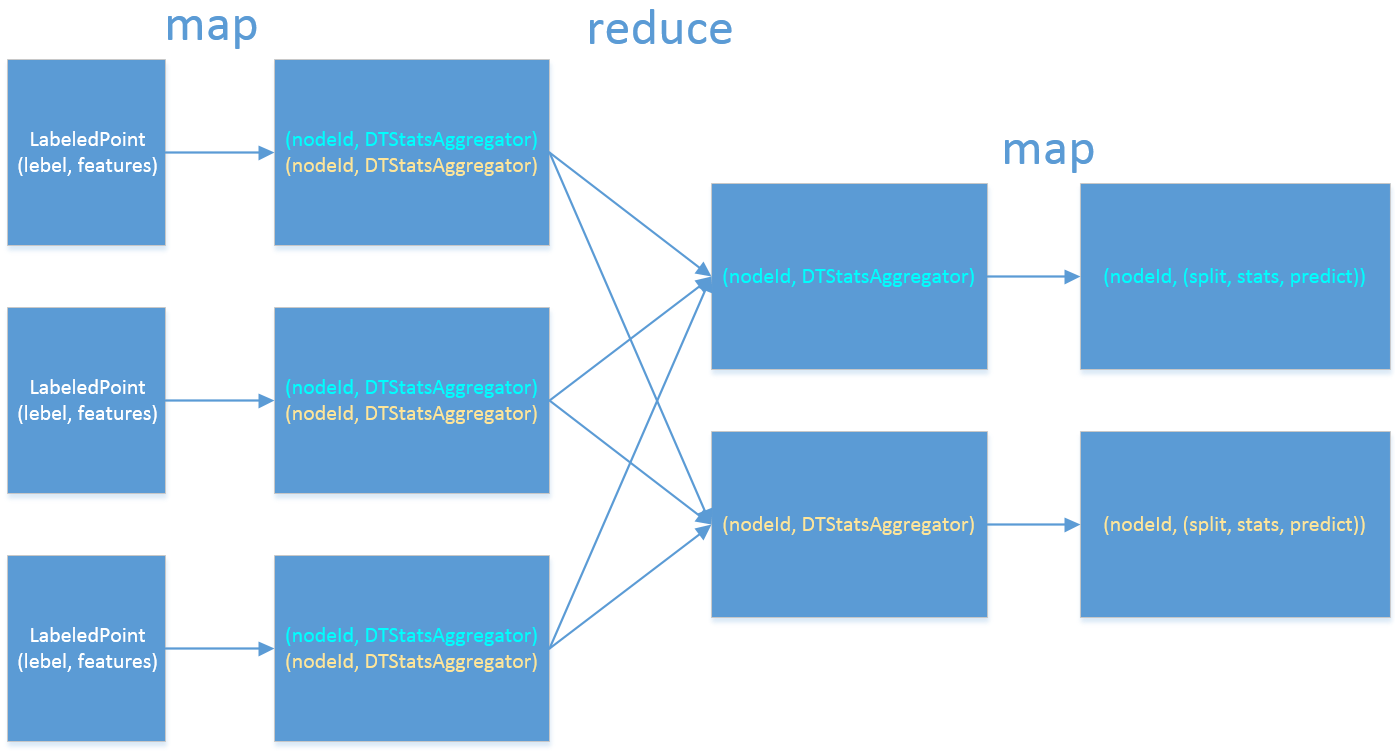 map
reduce
map
LabeledPoint
(lebel, features)
(nodeId, DTStatsAggregator)
(nodeId, DTStatsAggregator)
LabeledPoint
(lebel, features)
(nodeId, DTStatsAggregator)
(nodeId, DTStatsAggregator)
LabeledPoint
(lebel, features)
(nodeId, DTStatsAggregator)
(nodeId, DTStatsAggregator)
(nodeId, DTStatsAggregator)
(nodeId, (split, stats, predict))
(nodeId, DTStatsAggregator)
(nodeId, (split, stats, predict))